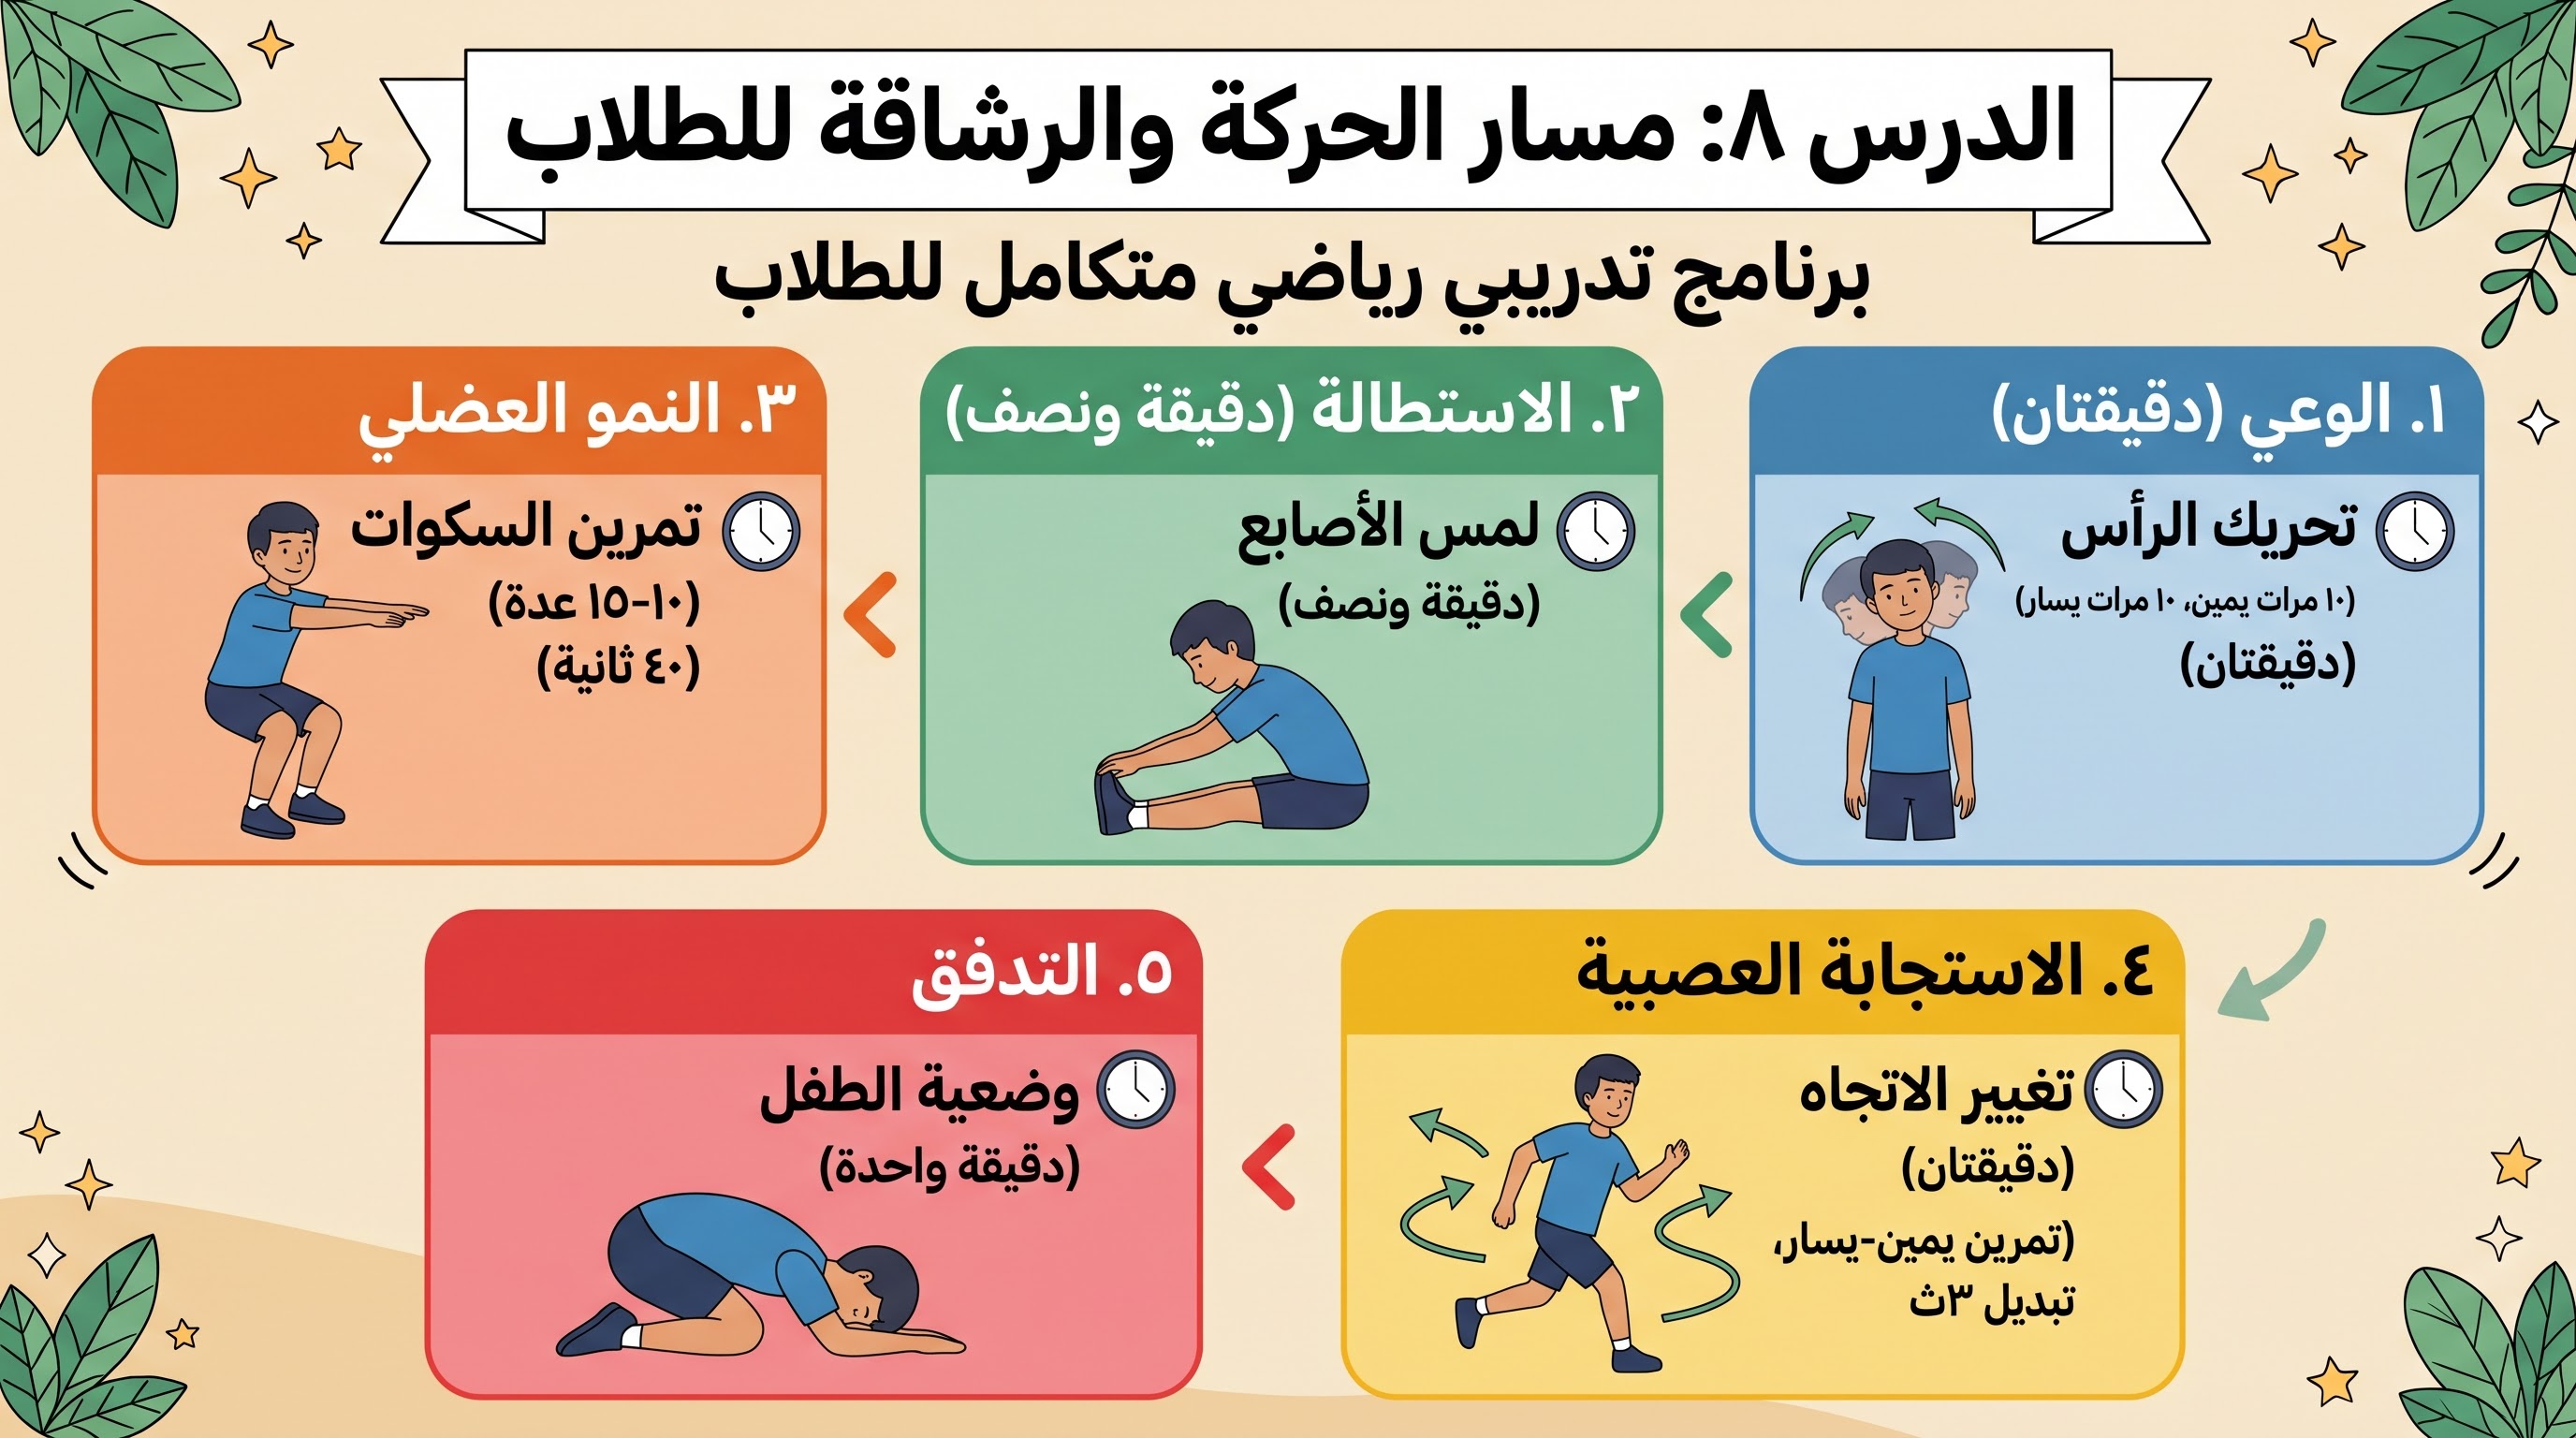 الدرس ٨: مسار الحركة والرشاقة للطلاب
برنامج تدريبي رياضي متكامل للطلاب
١. الوعي (دقيقتان)
تحريك الرأس
(١٠ مرات يمين، ١٠ مرات يسار)
(دقيقتان)
٢. الاستطالة (دقيقة ونصف)
لمس الأصابع
(دقيقة ونصف)
٣. النمو العضلي
تمرين السكوات
(١٠-١٥ عدة)
(٤٠ ثانية)
٤. الاستجابة العصبية
تغيير الاتجاه
(دقيقتان)
(تمرين يمين-يسار،
تبديل ٣ث
٥. التدفق
وضعية الطفل
(دقيقة واحدة)